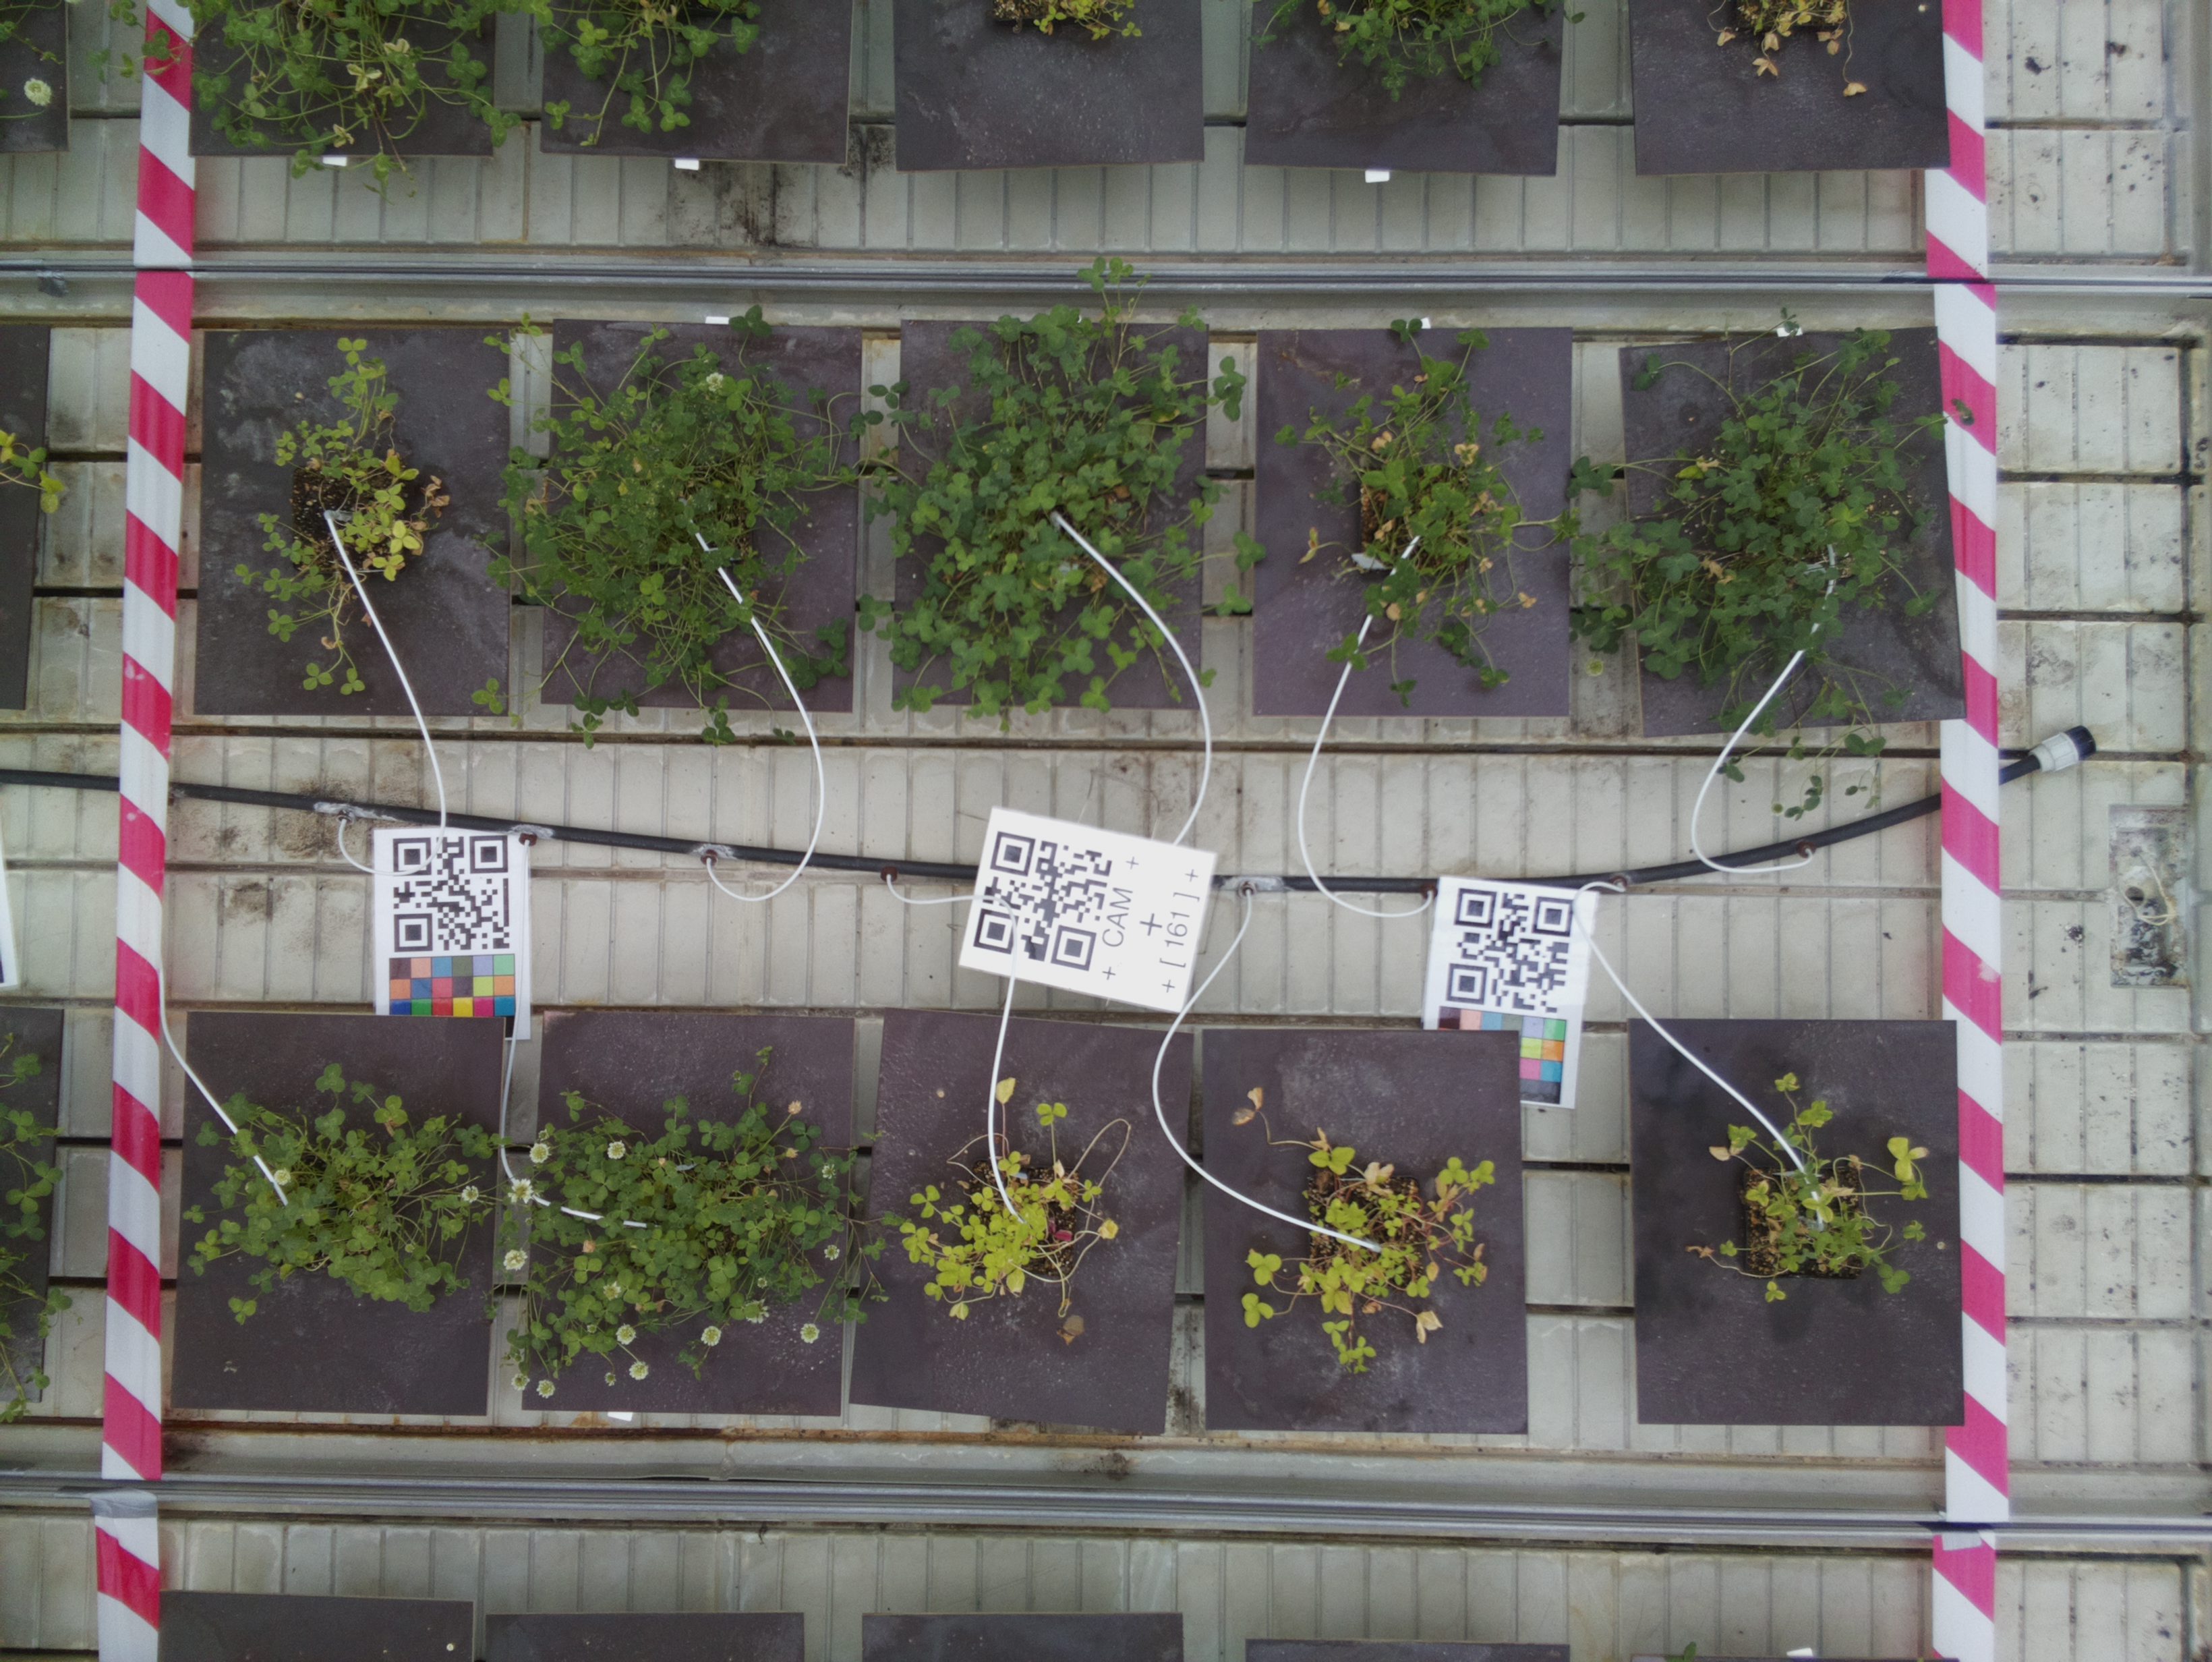 + CAM +
+
+ [ 161 ] +